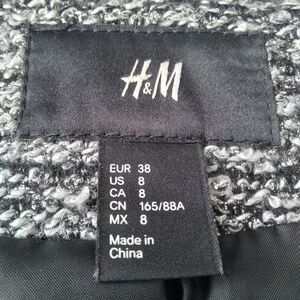 H&M
EUR 38
US 8
CA 8
CN 165/88A
MX 8
Made in
China